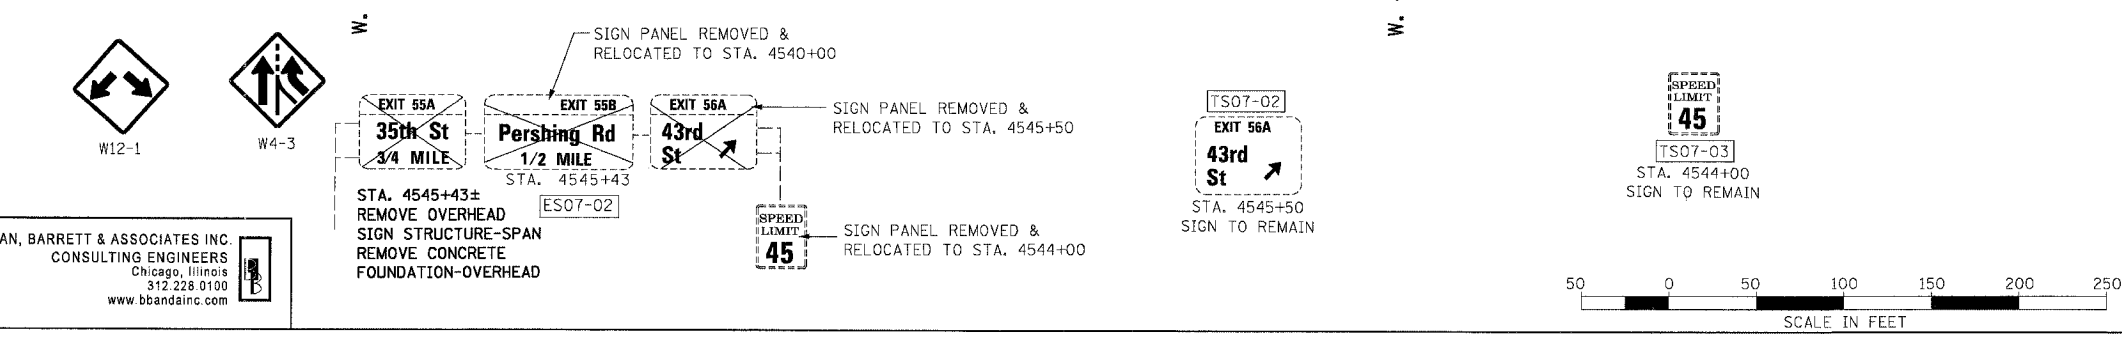 W.
W.
W12-1
W4-3
SIGN PANEL REMOVED &
RELOCATED TO STA. 4540+00
EXIT 55A
35th St
3/4 MILE
EXIT 55B
Pershing Rd
1/2 MILE
EXIT 56A
43rd
St
SIGN PANEL REMOVED &
RELOCATED TO STA. 4545+50
STA. 4545+43
ES07-02
STA. 4545+43±
REMOVE OVERHEAD
SIGN STRUCTURE-SPAN
REMOVE CONCRETE
FOUNDATION-OVERHEAD
SPEED
LIMIT
45
SIGN PANEL REMOVED &
RELOCATED TO STA. 4544+00
TS07-02
EXIT 56A
43rd
St
STA. 4545+50
SIGN TO REMAIN
SPEED
LIMIT
45
TS07-03
STA. 4544+00
SIGN TO REMAIN
AN, BARRETT & ASSOCIATES INC.
CONSULTING ENGINEERS
Chicago, Illinois
312.228.0100
www.bbandainc.com
50 0 50 100 150 200 250
SCALE IN FEET